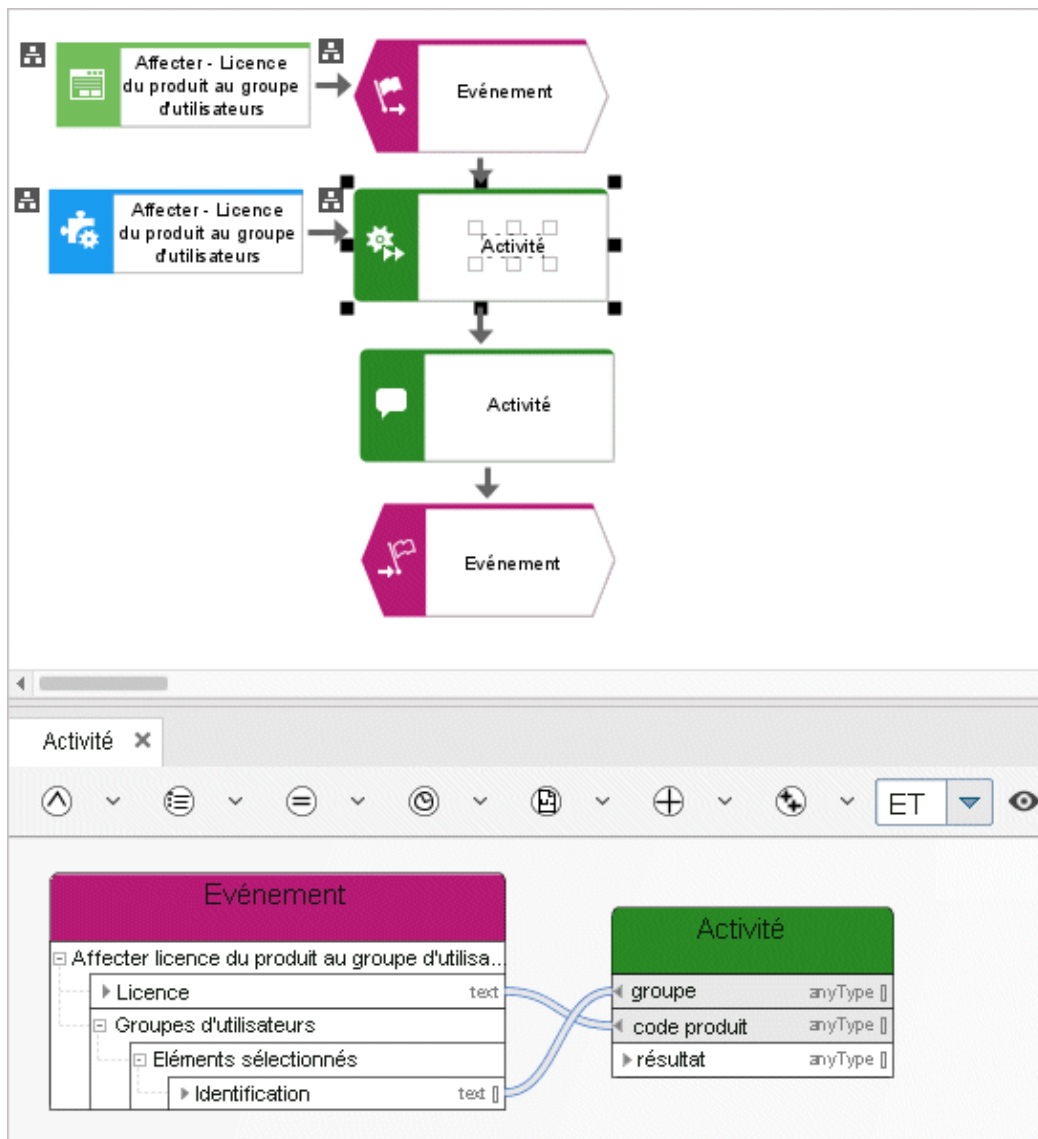 Affecter - Licence
du produit au groupe
d'utilisateurs
Evénement
Affecter - Licence
du produit au groupe
d'utilisateurs
Activité
Activité
Evénement
Activité
ET
Evénement
Affecter licence du produit au groupe d'utilisa...
Licence text
Groupes d'utilisateurs
Eléments sélectionnés
Identification text []
Activité
groupe anyType []
code produit anyType []
résultat anyType []